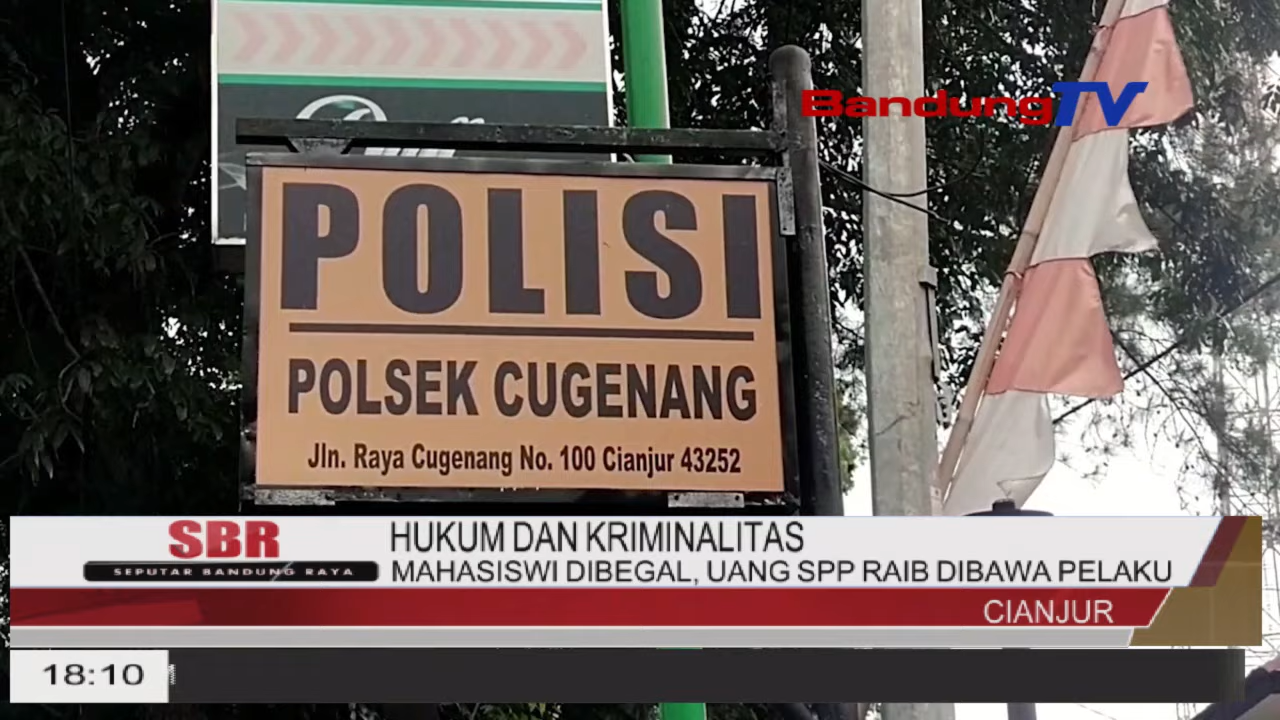 BandungTV
POLISI
POLSEK CUGENANG
Jln. Raya Cugenang No. 100 Cianjur 43252
SBR
SEPUTAR BANDUNG RAYA
HUKUM DAN KRIMINALITAS
MAHASISWI DIBEGAL, UANG SPP RAIB DIBAWA PELAKU
CIANJUR
18:10